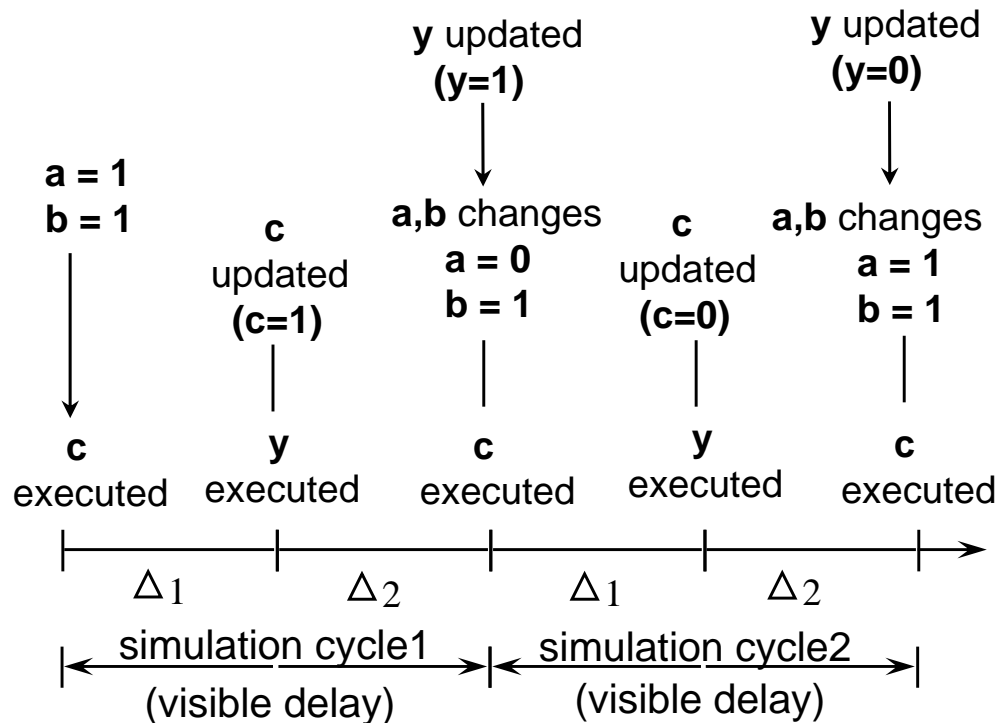 y updated
(y=1)
y updated
(y=0)
a = 1
b = 1
c
updated
(c=1)
a,b changes
a = 0
b = 1
c
updated
(c=0)
a,b changes
a = 1
b = 1
c
executed
y
executed
c
executed
y
executed
c
executed
Δ1
Δ2
Δ1
Δ2
simulation cycle1
(visible delay)
simulation cycle2
(visible delay)